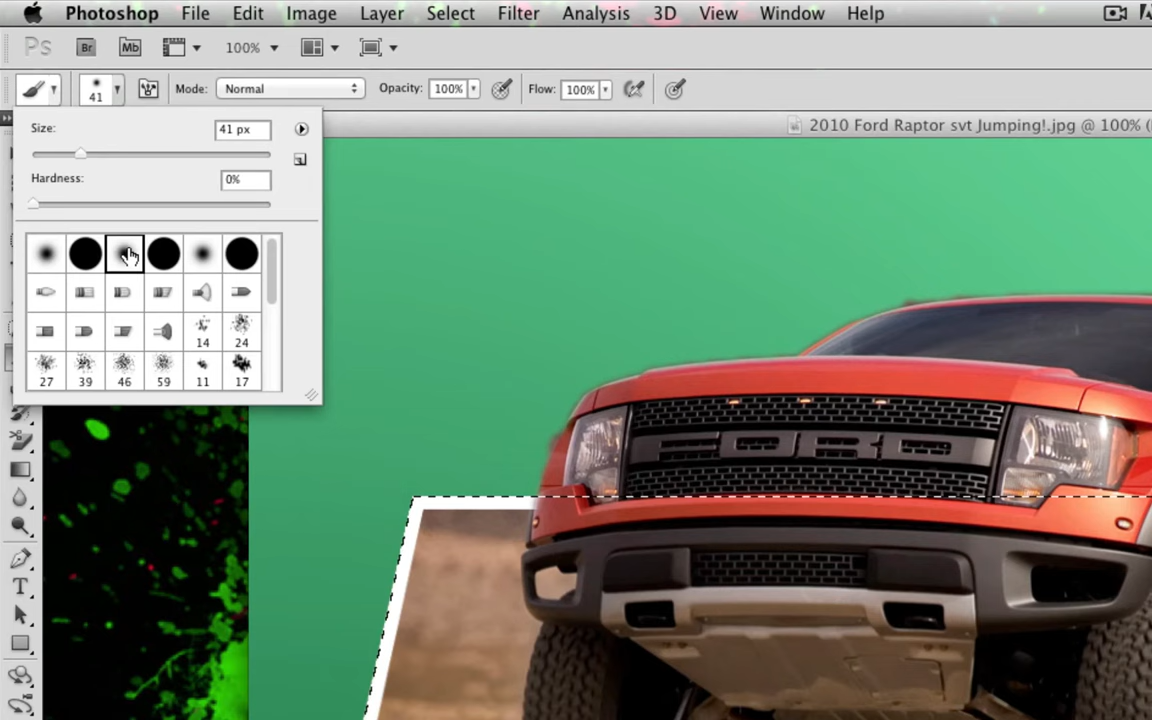 Photoshop File Edit Image Layer Select Filter Analysis 3D View Window Help
Ps Br Mb 100%
41 Mode: Normal Opacity: 100% Flow: 100%
Size: 41 px
2010 Ford Raptor svt Jumping!.jpg @ 100% (
Hardness: 0%
14 24
27 39 46 59 11 17
FORD
T